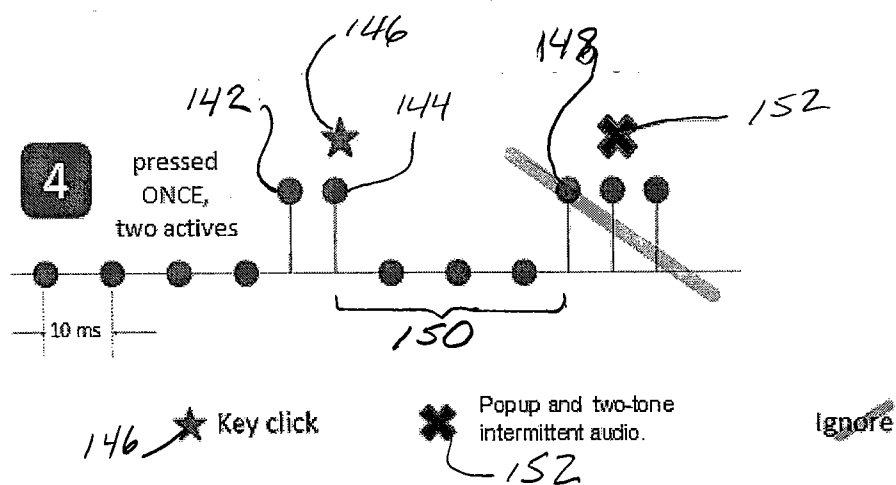 146
148
142
144
152
4
pressed
ONCE,
two actives
10 ms
150
Key click
Popup and two-tone
intermittent audio.
Ignore
146
152